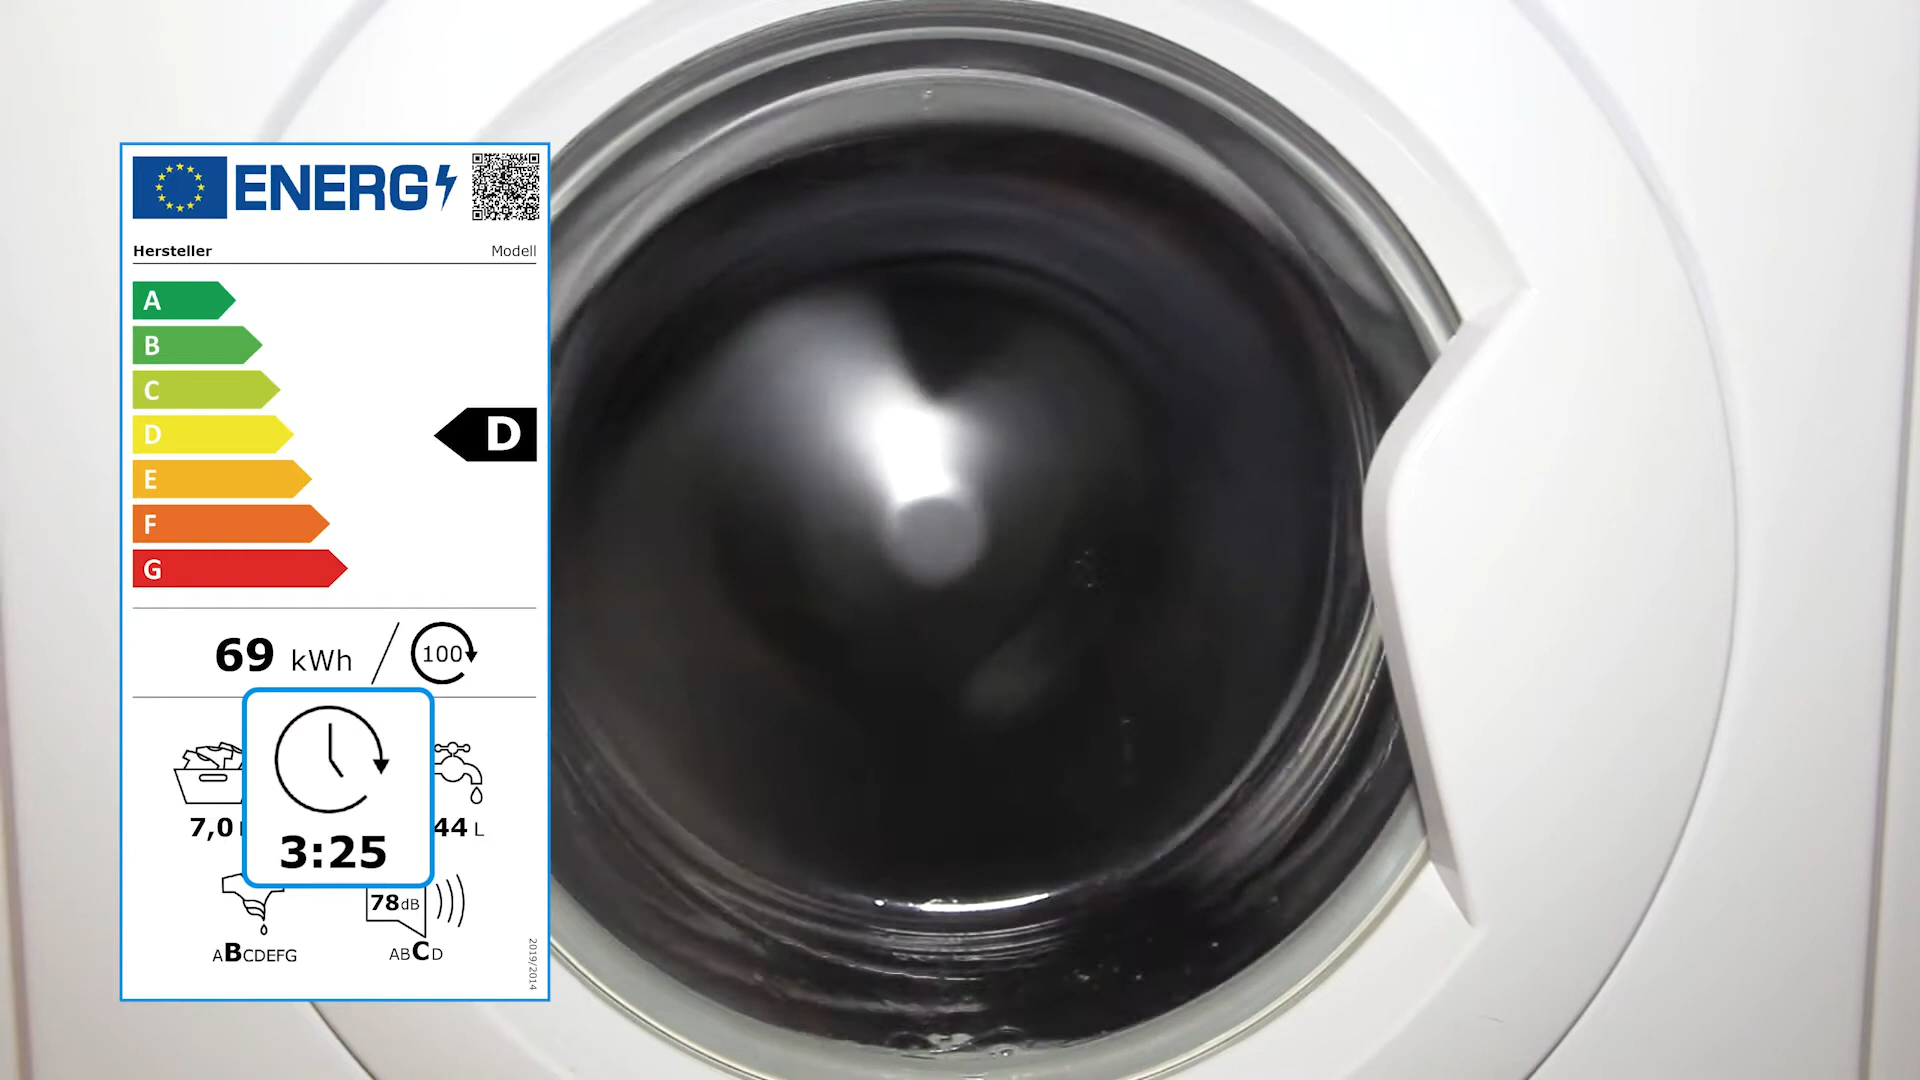 ENERG
Hersteller Modell
A
B
C
D D
E
F
G
69 kWh / 100
3:25
7,0 44 L
78dB
ABCDEFG ABCD
2019/2014